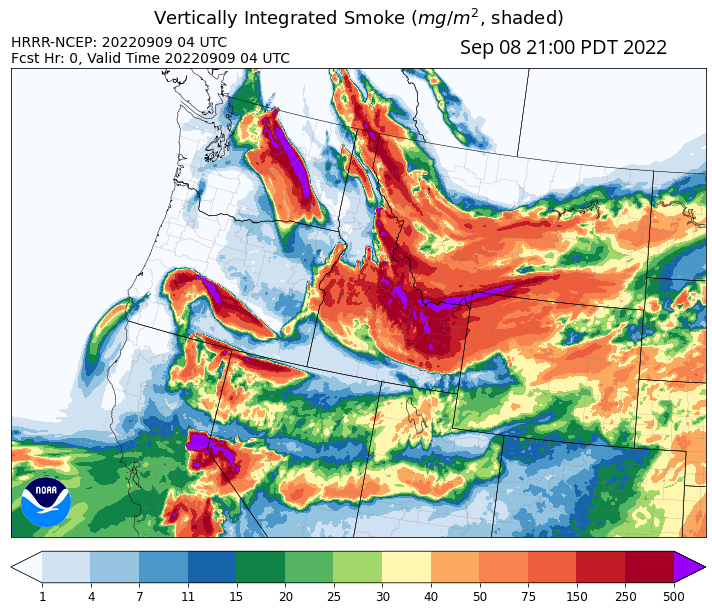 Vertically Integrated Smoke (mg/m², shaded)
HRRR-NCEP: 20220909 04 UTC
Fcst Hr: 0, Valid Time 20220909 04 UTC
Sep 08 21:00 PDT 2022
NOAA
1 4 7 11 15 20 25 30 40 50 75 150 250 500